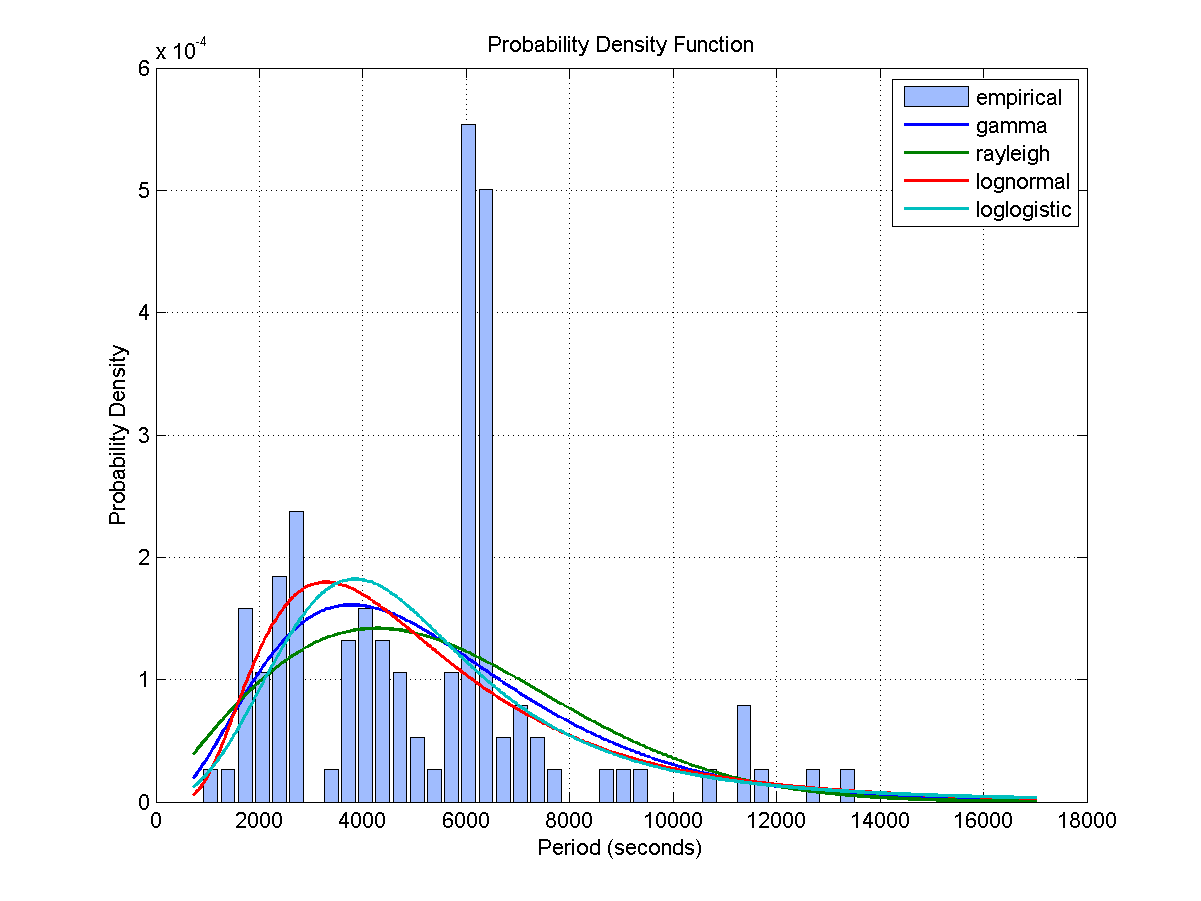 Probability Density Function
x 10-4
6
5
4
3
2
1
0
Probability Density
0 2000 4000 6000 8000 10000 12000 14000 16000 18000
Period (seconds)
empirical
gamma
rayleigh
lognormal
loglogistic